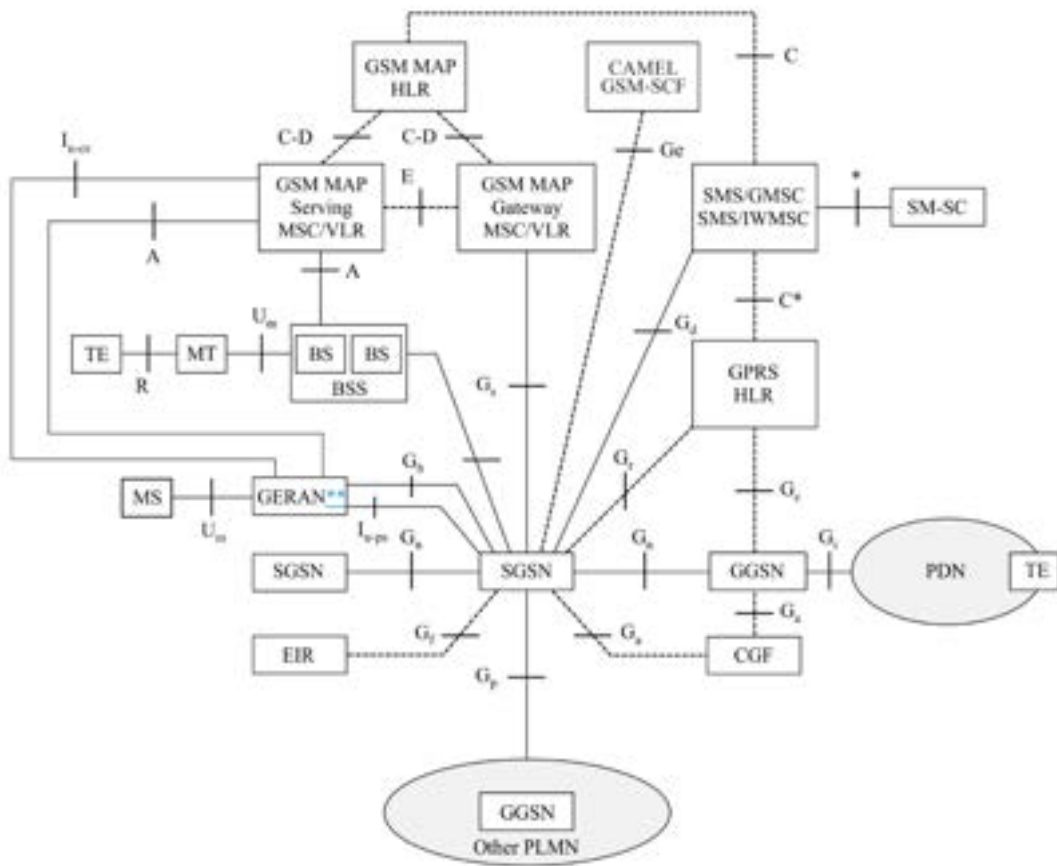 C
GSM MAP
HLR
CAMEL
GSM-SCF
C-D
C-D
Ge
E
GSM MAP
Serving
MSC/VLR
GSM MAP
Gateway
MSC/VLR
SMS/GMSC
SMS/IWMSC
*
SM-SC
A
A
C*
U
G
TE
R
MT
BS
BS
BSS
GPRS
HLR
G
G
G
G
MS
U
GERAN**
I
G
G
G
SGSN
SGSN
GGSN
PDN
TE
EIR
G
G
G
CGF
G
GGSN
Other PLMN